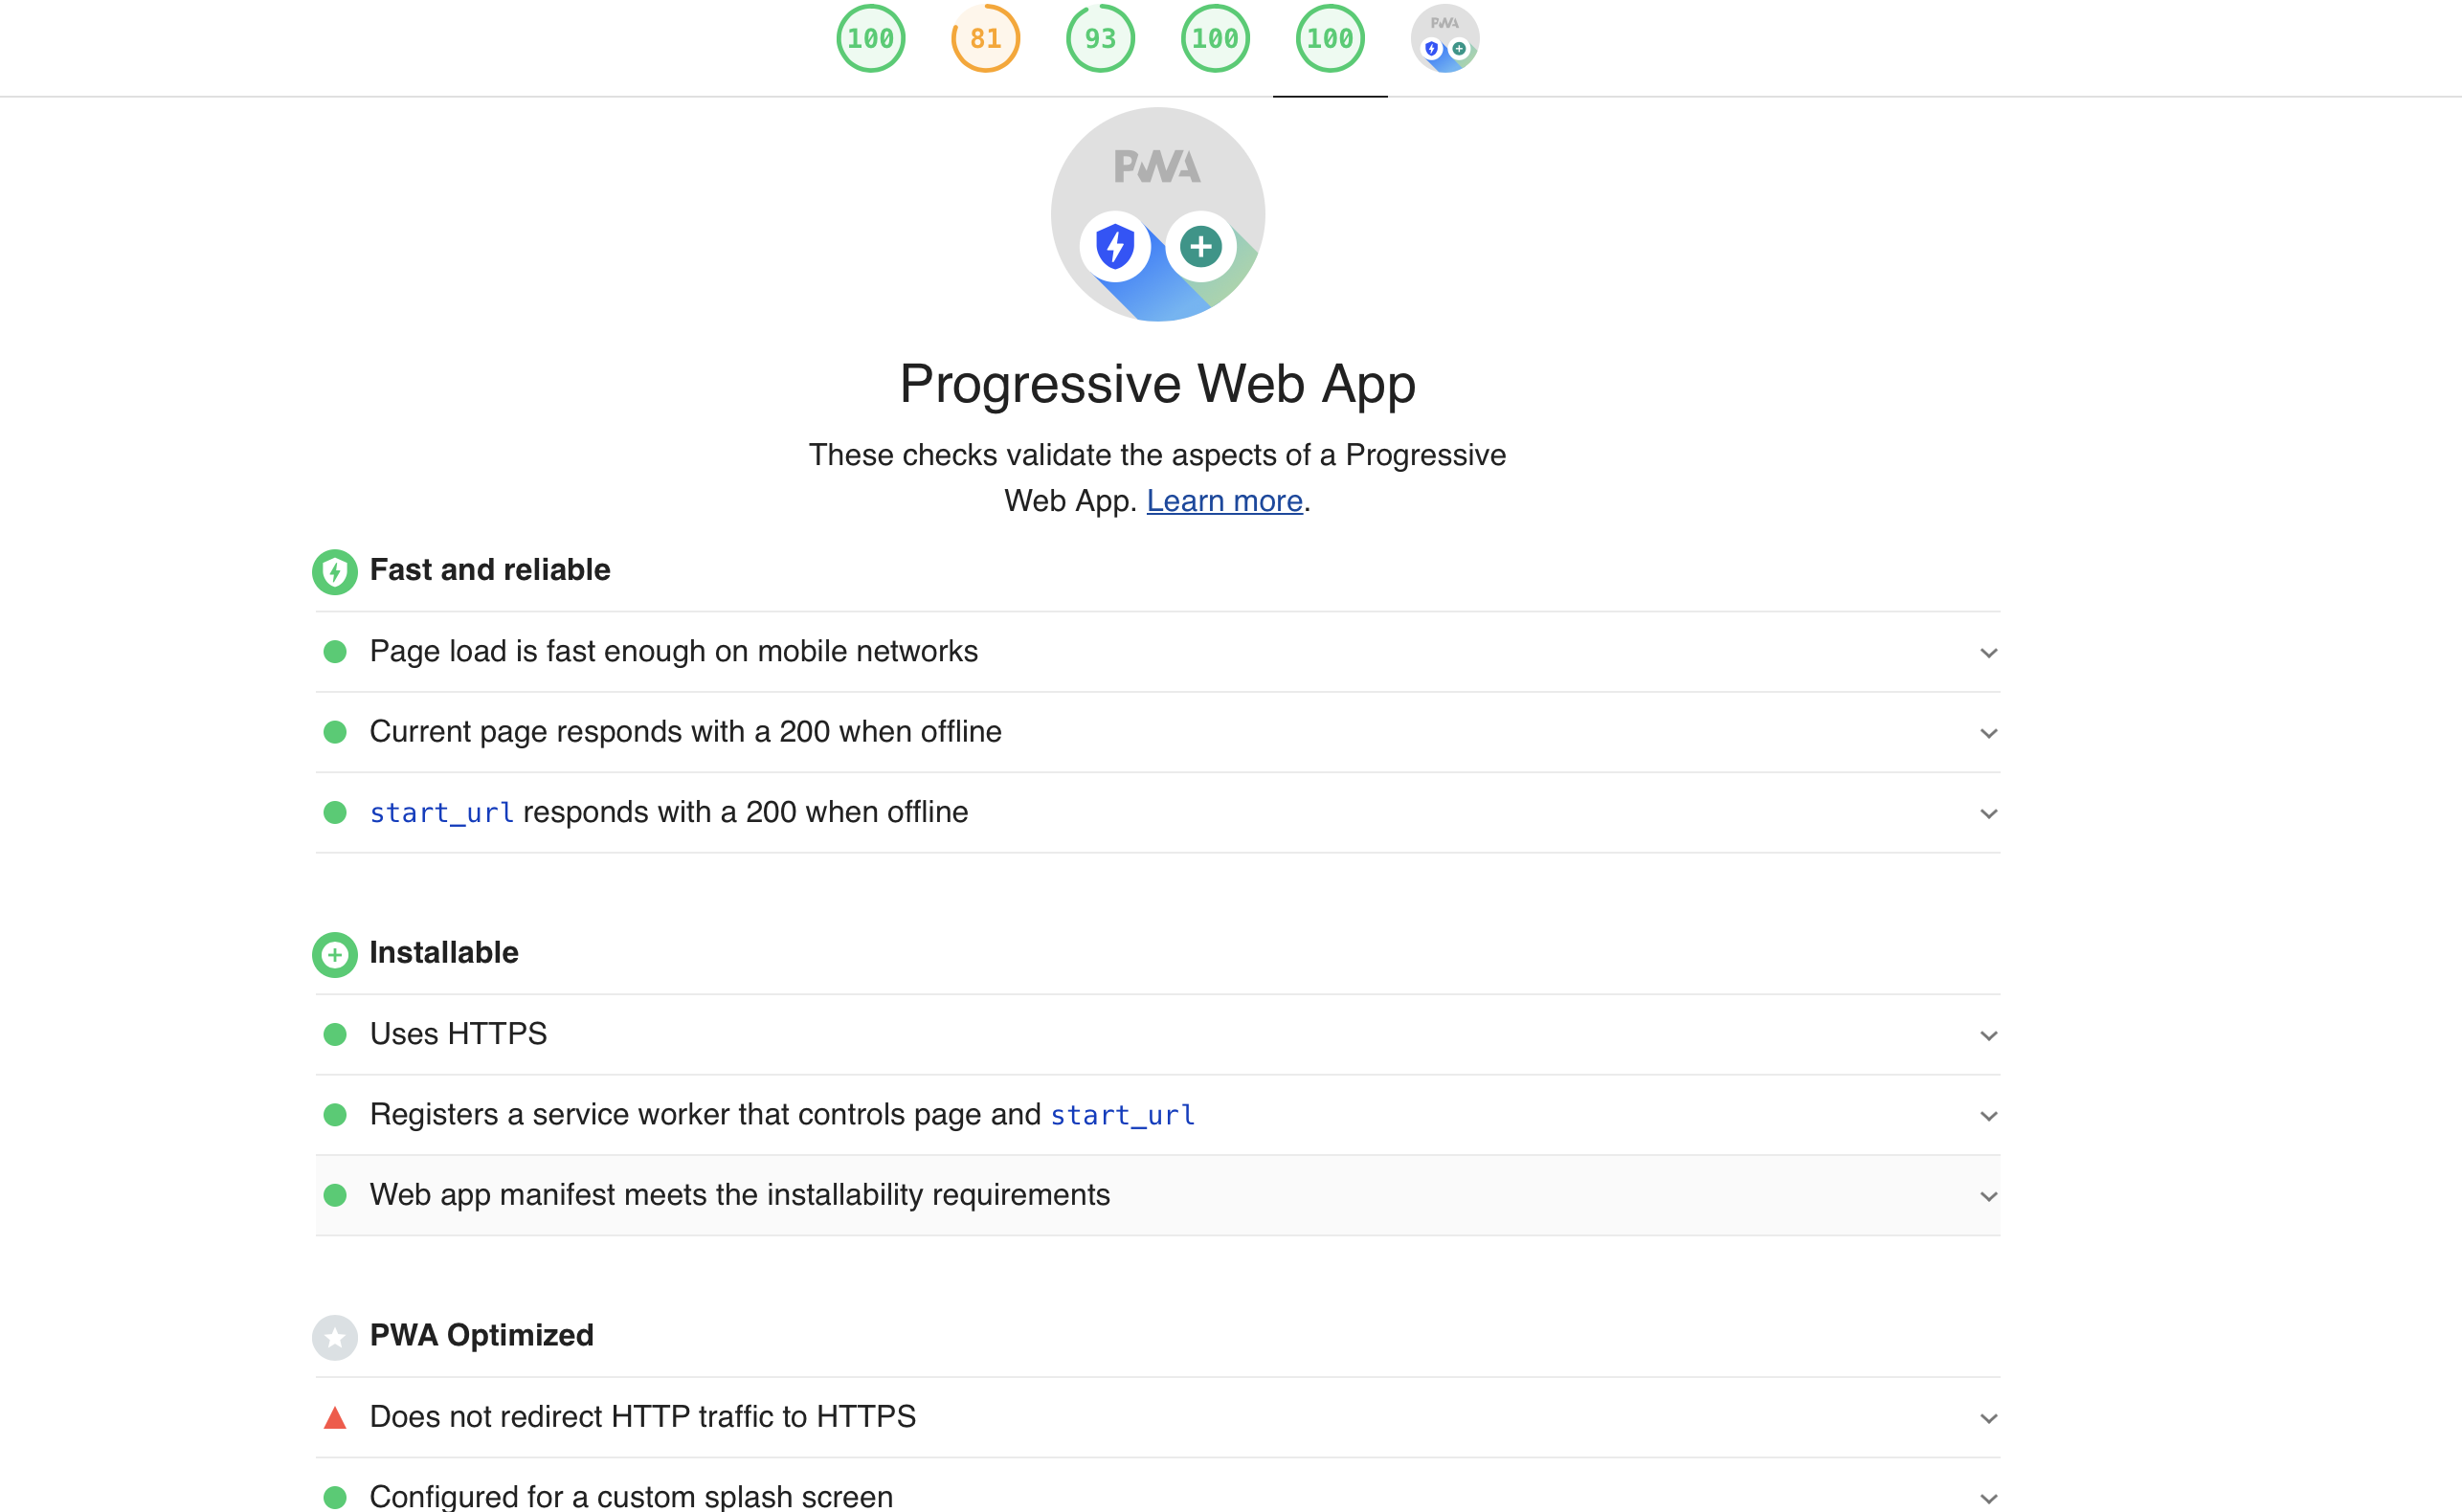 100 81 93 100 100 PWA
PWA
Progressive Web App
These checks validate the aspects of a Progressive
Web App. Learn more.
Fast and reliable
Page load is fast enough on mobile networks
Current page responds with a 200 when offline
start_url responds with a 200 when offline
Installable
Uses HTTPS
Registers a service worker that controls page and start_url
Web app manifest meets the installability requirements
PWA Optimized
Does not redirect HTTP traffic to HTTPS
Configured for a custom splash screen